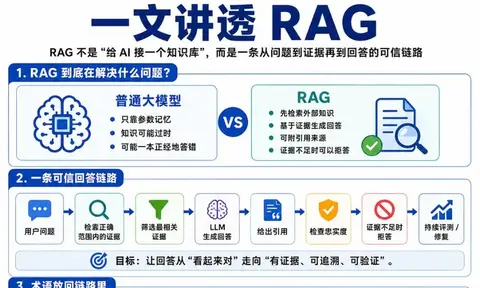 一文讲透 RAG
RAG 不是“给 AI 接一个知识库”，而是一条从问题到证据再到回答的可信链路
1. RAG 到底在解决什么问题？
普通大模型
只靠参数记忆
知识可能过时
可能一本正经地答错
VS
RAG
先检索外部知识
基于证据生成回答
可附引用来源
证据不足时可以拒答
2. 一条可信回答链路
用户问题
检索正确
范围内的证据
筛选最相关
证据
LLM
生成回答
给出引用
检查忠实度
证据不足时
拒答
持续评测 /
修复
目标：让回答从“看起来对”走向“有证据、可追溯、可验证”。
3. 术语放回链路里